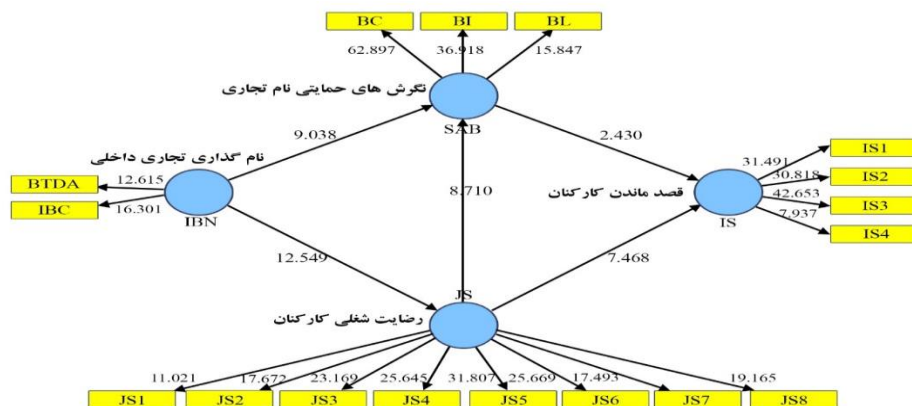 BC BI BL
62.897 36.918 15.847
نگرش های حمایتی نام تجاری
SAB
9.038 2.430
نام گذاری تجاری داخلی
BTDA 12.615
IBC 16.301
IBN
8.710
قصد ماندن کارکنان
IS
31.491 IS1
30.818 IS2
42.653 IS3
7.937 IS4
12.549 7.468
JS
رضایت شغلی کارکنان
11.021 17.672 23.169 25.645 31.807 25.669 17.493 19.165
JS1 JS2 JS3 JS4 JS5 JS6 JS7 JS8